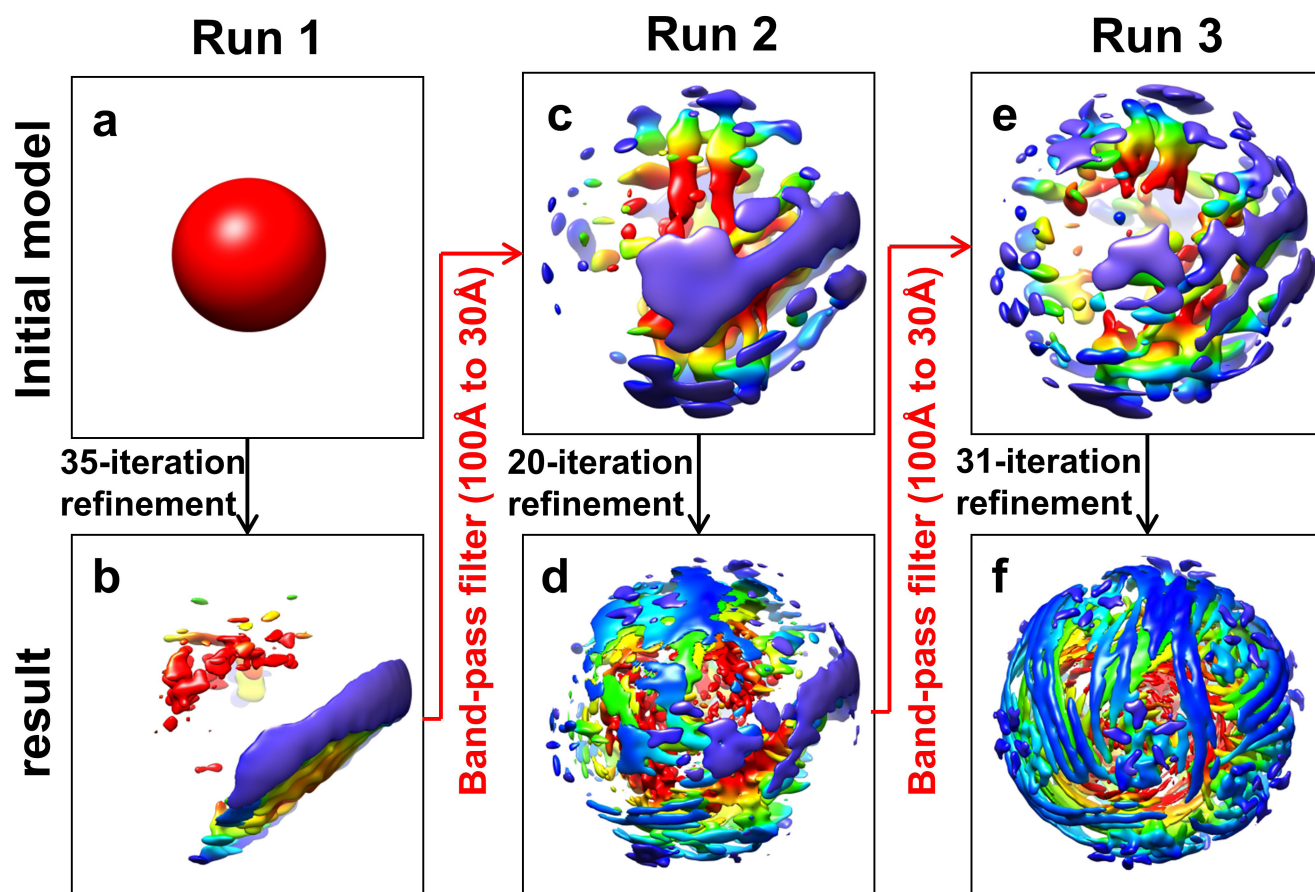 Run 1
Run 2
Run 3
Initial model
a
c
e
35-iteration
refinement
Band-pass filter (100Å to 30Å)
20-iteration
refinement
Band-pass filter (100Å to 30Å)
31-iteration
refinement
result
b
d
f